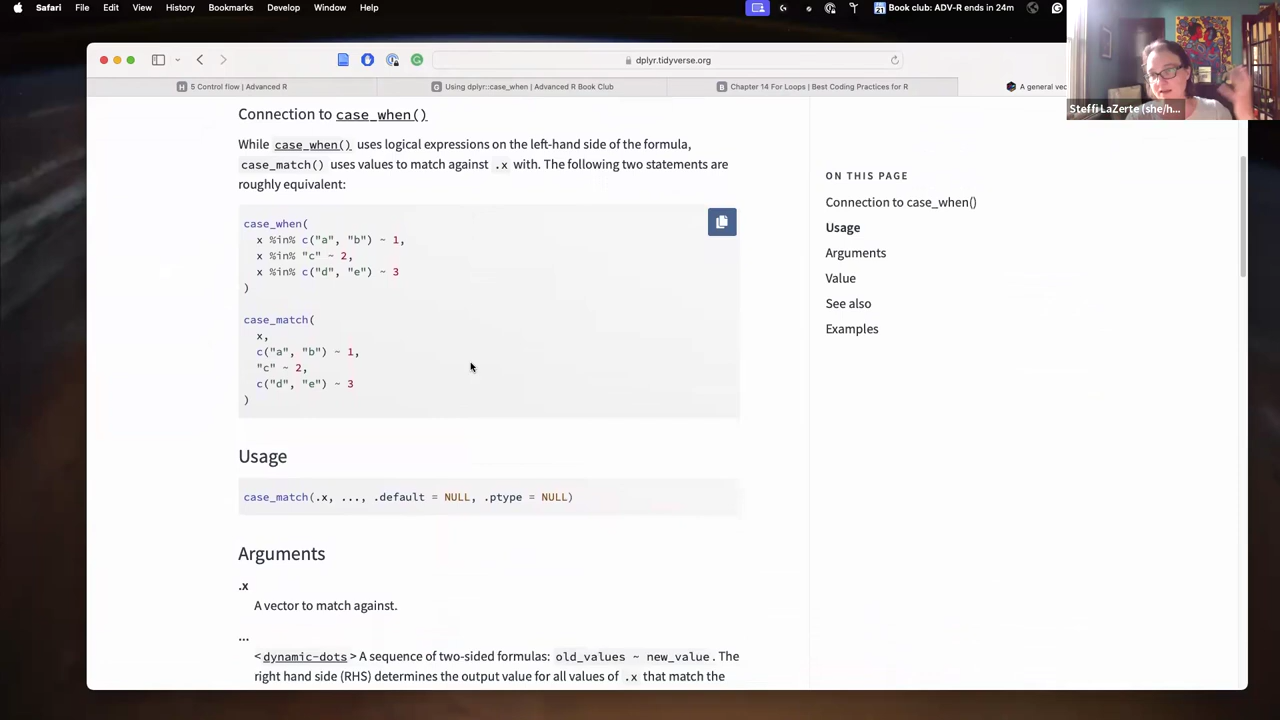 Safari File Edit View History Bookmarks Develop Window Help
Book club: ADV-R ends in 24m
dplyr.tidyverse.org
5 Control flow | Advanced R
Using dplyr::case_when | Advanced R Book Club
Chapter 14 For Loops | Best Coding Practices for R
A general vec
Steffi LaZerte (she/h...
Connection to case_when()
While case_when() uses logical expressions on the left-hand side of the formula,
case_match() uses values to match against .x with. The following two statements are
roughly equivalent:
case_when(
  x %in% c("a", "b") ~ 1,
  x %in% "c" ~ 2,
  x %in% c("d", "e") ~ 3
)
case_match(
  x,
  c("a", "b") ~ 1,
  "c" ~ 2,
  c("d", "e") ~ 3
)
Usage
case_match(.x, ..., .default = NULL, .ptype = NULL)
Arguments
.x
A vector to match against.
...
<dynamic-dots> A sequence of two-sided formulas: old_values ~ new_value. The
right hand side (RHS) determines the output value for all values of .x that match the
ON THIS PAGE
Connection to case_when()
Usage
Arguments
Value
See also
Examples